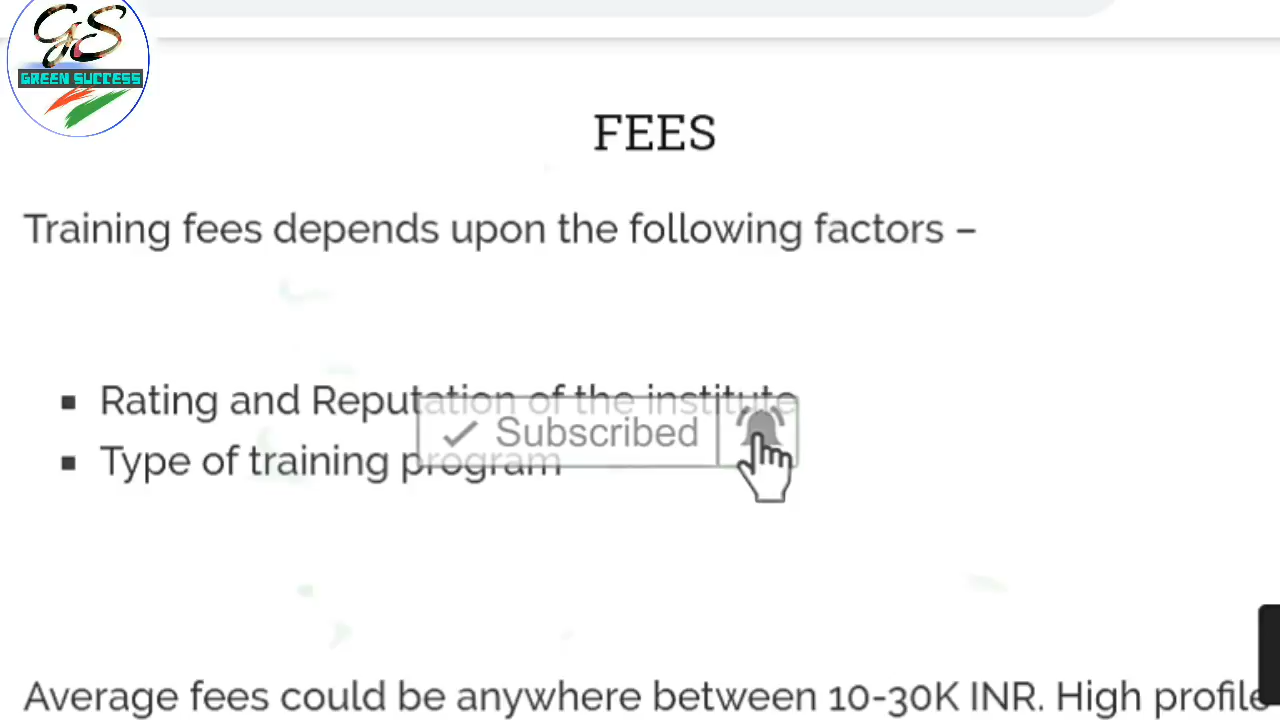 GS
GREEN SUCCESS
FEES
Training fees depends upon the following factors –
Rating and Reputation of the institute
Subscribed
Type of training program
Average fees could be anywhere between 10-30K INR. High profile